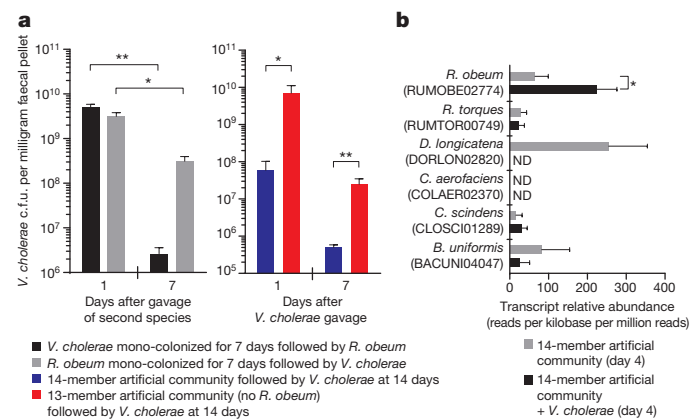 a
V. cholerae c.f.u. per milligram faecal pellet
10¹¹
10¹⁰
10⁹
10⁸
10⁷
10⁶
**
*
1
7
Days after gavage
of second species
10¹¹
10¹⁰
10⁹
10⁸
10⁷
10⁶
10⁵
*
**
1
7
Days after
V. cholerae gavage
V. cholerae mono-colonized for 7 days followed by R. obeum
R. obeum mono-colonized for 7 days followed by V. cholerae
14-member artificial community followed by V. cholerae at 14 days
13-member artificial community (no R. obeum)
followed by V. cholerae at 14 days
b
R. obeum
(RUMOBE02774)
*
R. torques
(RUMTOR00749)
D. longicatena
(DORLON02820) ND
C. aerofaciens ND
(COLAER02370) ND
C. scindens
(CLOSCI01289)
B. uniformis
(BACUNI04047)
0 100 200 300 400
Transcript relative abundance
(reads per kilobase per million reads)
14-member artificial
community (day 4)
14-member artificial
community
+ V. cholerae (day 4)